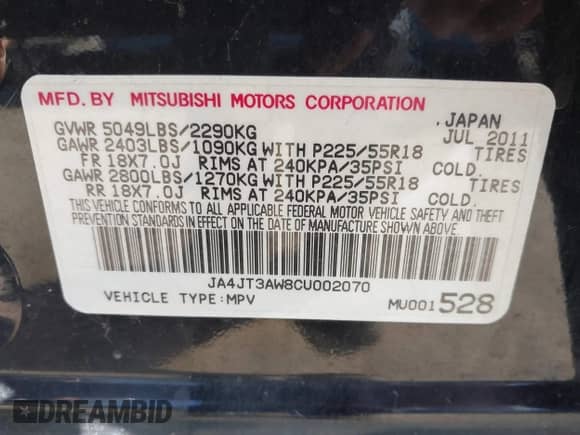 MFD. BY MITSUBISHI MOTORS CORPORATION
.JAPAN
GVWR 5049LBS/2290KG JUL 2011
GAWR 2403LBS/1090KG WITH P225/55R18 TIRES
FR 18X7.0J RIMS AT 240KPA/35PSI COLD.
GAWR 2800LBS/1270KG WITH P225/55R18 TIRES
RR 18X7.0J RIMS AT 240KPA/35PSI COLD.
THIS VEHICLE CONFORMS TO ALL APPLICABLE FEDERAL MOTOR VEHICLE SAFETY AND THEFT
PREVENTION STANDARDS IN EFFECT ON THE DATE OF MANUFACTURE SHOWN ABOVE.
JA4JT3AW8CU002070
VEHICLE TYPE:MPV MU001528
DREAMBID